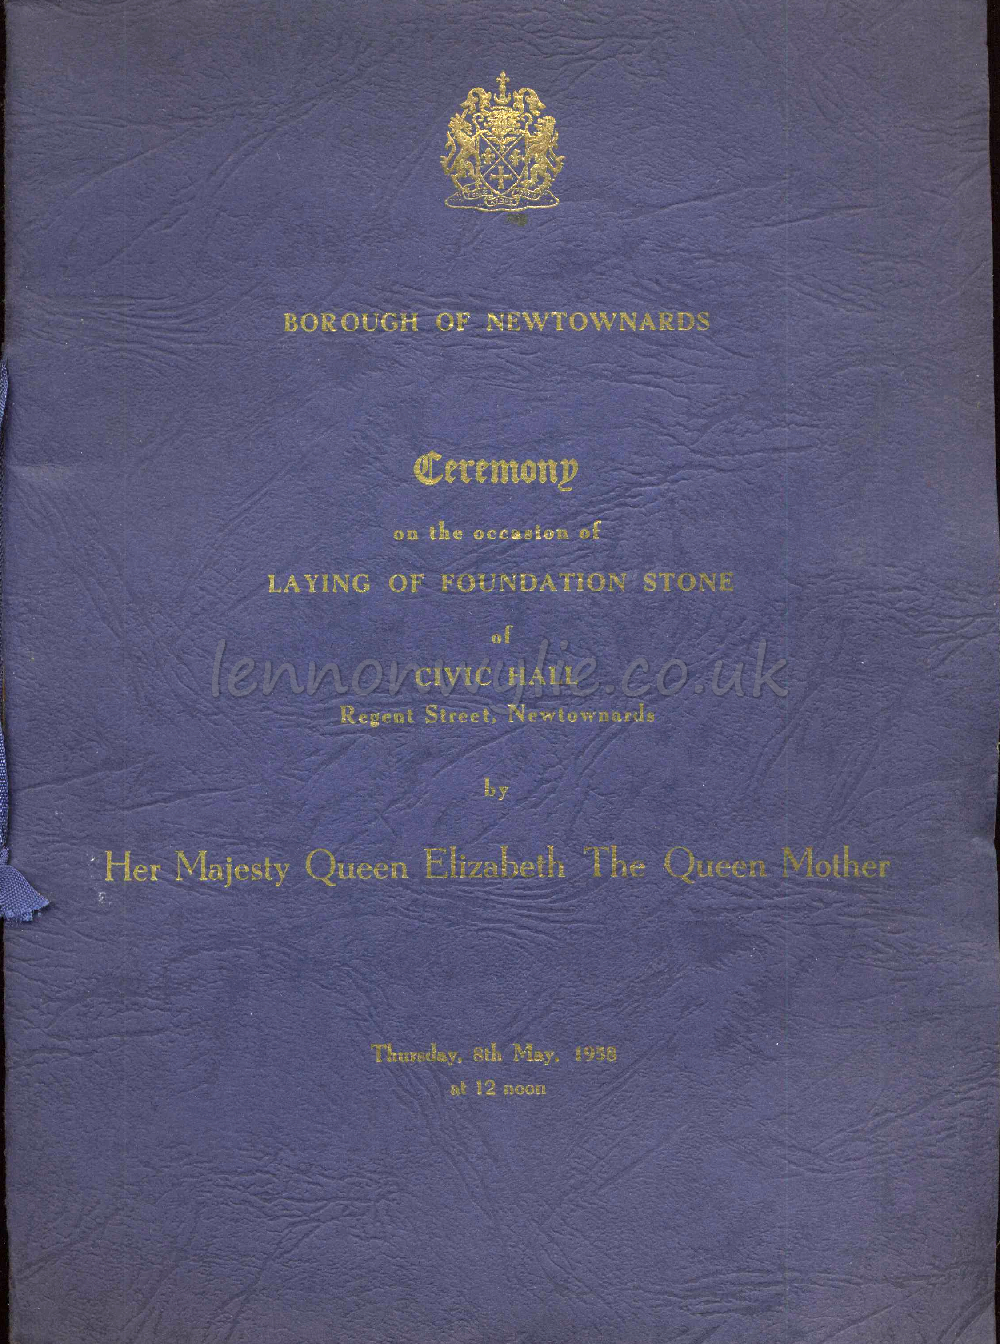 BOROUGH OF NEWTOWNARDS
Ceremony
on the occasion of
LAYING OF FOUNDATION STONE
of
lennonwylie.co.uk
CIVIC HALL
Regent Street, Newtownards
by
Her Majesty Queen Elizabeth The Queen Mother
Thursday, 8th May, 1958
at 12 noon